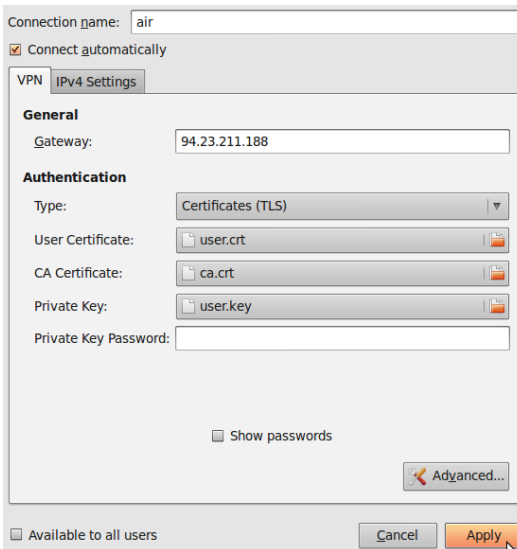 Connection name: air
Connect automatically
VPN IPv4 Settings
General
Gateway: 94.23.211.188
Authentication
Type: Certificates (TLS)
User Certificate: user.crt
CA Certificate: ca.crt
Private Key: user.key
Private Key Password:
Show passwords
Advanced...
Available to all users Cancel Apply